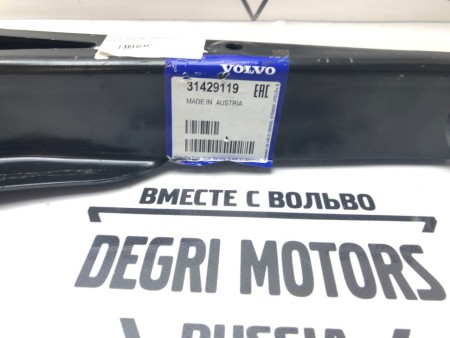 VOLVO
31429119
EAC
MADE IN AUSTRIA
ВМЕСТЕ С ВОЛЬВО
DEGRI MOTORS
RUSSIA